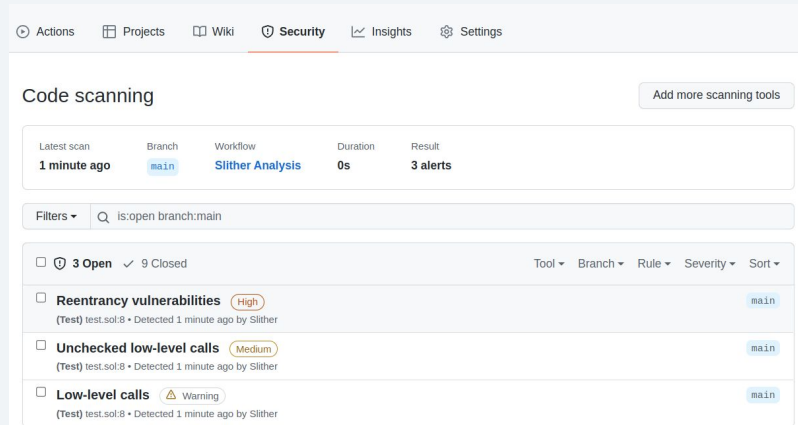 Actions Projects Wiki Security Insights Settings
Code scanning
Add more scanning tools
Latest scan Branch Workflow Duration Result
1 minute ago main Slither Analysis 0s 3 alerts
Filters is:open branch:main
3 Open 9 Closed Tool Branch Rule Severity Sort
Reentrancy vulnerabilities High main
(Test) test.sol:8 • Detected 1 minute ago by Slither
Unchecked low-level calls Medium main
(Test) test.sol:8 • Detected 1 minute ago by Slither
Low-level calls Warning main
(Test) test.sol:8 • Detected 1 minute ago by Slither